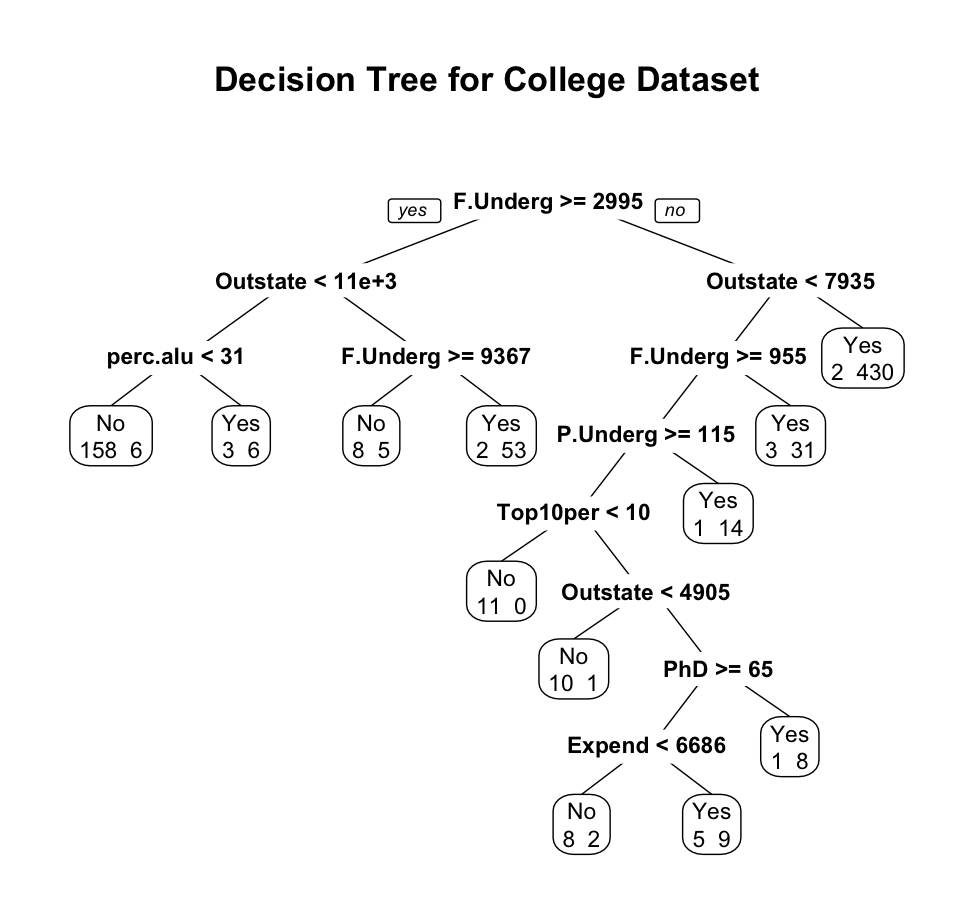 Decision Tree for College Dataset
yes
F.Underg >= 2995
no
Outstate < 11e+3
Outstate < 7935
perc.alu < 31
F.Underg >= 9367
F.Underg >= 955
Yes
2 430
No
158 6
Yes
3 6
No
8 5
Yes
2 53
P.Underg >= 115
Yes
3 31
Top10per < 10
Yes
1 14
No
11 0
Outstate < 4905
No
10 1
PhD >= 65
Expend < 6686
Yes
1 8
No
8 2
Yes
5 9